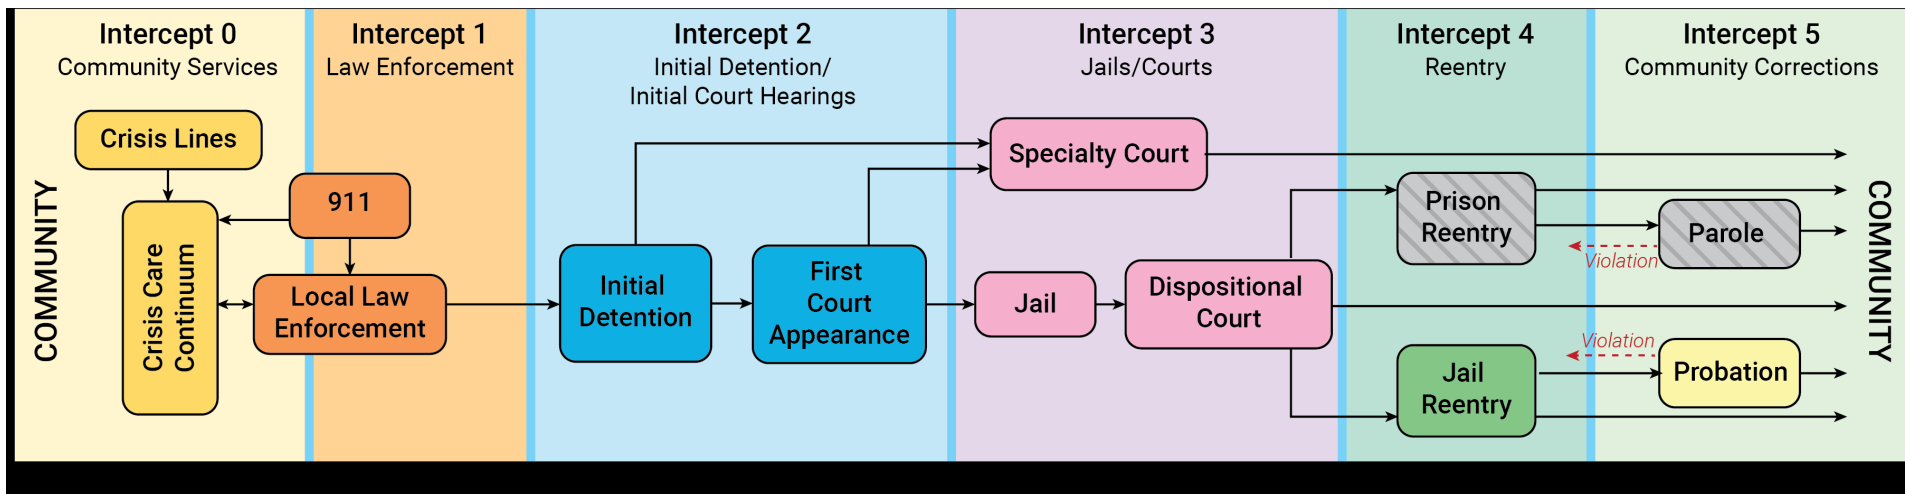 Intercept 0
Community Services
Intercept 1
Law Enforcement
Intercept 2
Initial Detention/
Initial Court Hearings
Intercept 3
Jails/Courts
Intercept 4
Reentry
Intercept 5
Community Corrections
COMMUNITY
Crisis Lines
Crisis Care
Continuum
911
Local Law
Enforcement
Initial
Detention
First
Court
Appearance
Specialty Court
Jail
Dispositional
Court
Prison
Reentry
Parole
Violation
Violation
Jail
Reentry
Probation
COMMUNITY